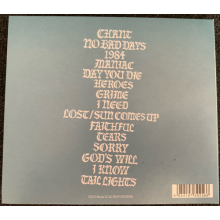 CHANT
NO BAD DAYS
1984
MANIAC
DAY YOU DIE
HEROES
GRIME
I NEED
LOST/SUN COMES UP
FAITHFUL
TEARS
SORRY
GOD'S WILL
I KNOW
TAIL LIGHTS